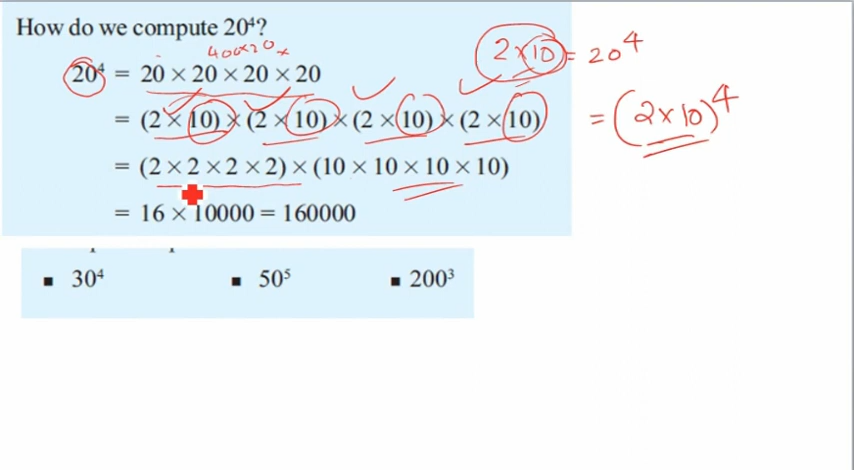 How do we compute 20⁴?
400×20×
20⁴ = 20 × 20 × 20 × 20
2 × 10 = 20⁴
= (2 × 10) × (2 × 10) × (2 × 10) × (2 × 10)
= (2 × 10)⁴
= (2 × 2 × 2 × 2) × (10 × 10 × 10 × 10)
= 16 × 10000 = 160000
▪ 30⁴ ▪ 50⁵ ▪ 200³